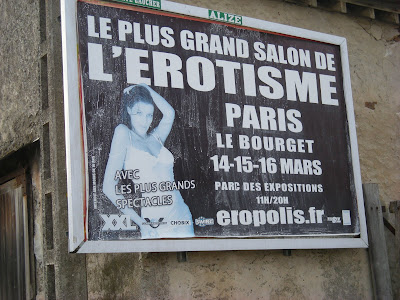 ALIZE
LE PLUS GRAND SALON DE
L'EROTISME
PARIS
LE BOURGET
14-15-16 MARS
PARC DES EXPOSITIONS
11H/20H
AVEC
LES PLUS GRANDS
SPECTACLES
XXL CHOBIX eropolis.fr